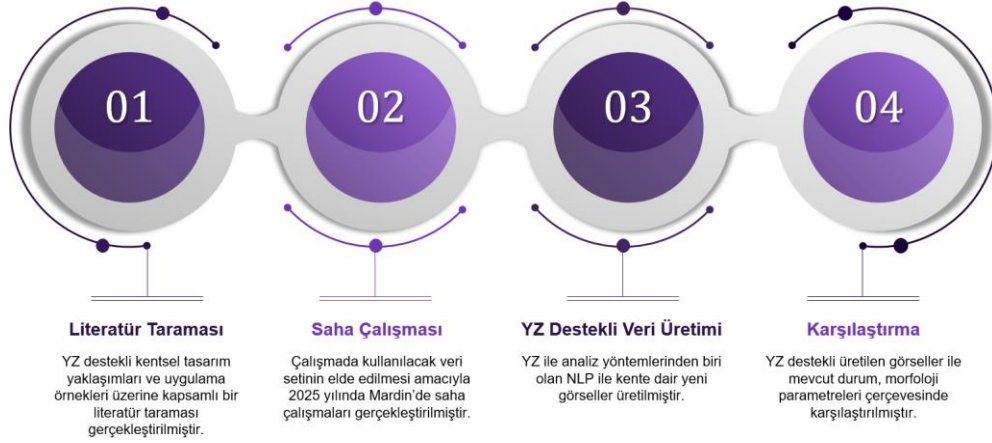 01
Literatür Taraması
YZ destekli kentsel tasarım
yaklaşımları ve uygulama
örnekleri üzerine kapsamlı bir
literatür taraması
gerçekleştirilmiştir.
02
Saha Çalışması
Çalışmada kullanılacak veri
setinin elde edilmesi amacıyla
2025 yılında Mardin’de saha
çalışmaları gerçekleştirilmiştir.
03
YZ Destekli Veri Üretimi
YZ ile analiz yöntemlerinden biri
olan NLP ile kente dair yeni
görseller üretilmiştir.
04
Karşılaştırma
YZ destekli üretilen görseller ile
mevcut durum, morfoloji
parametreleri çerçevesinde
karşılaştırılmıştır.